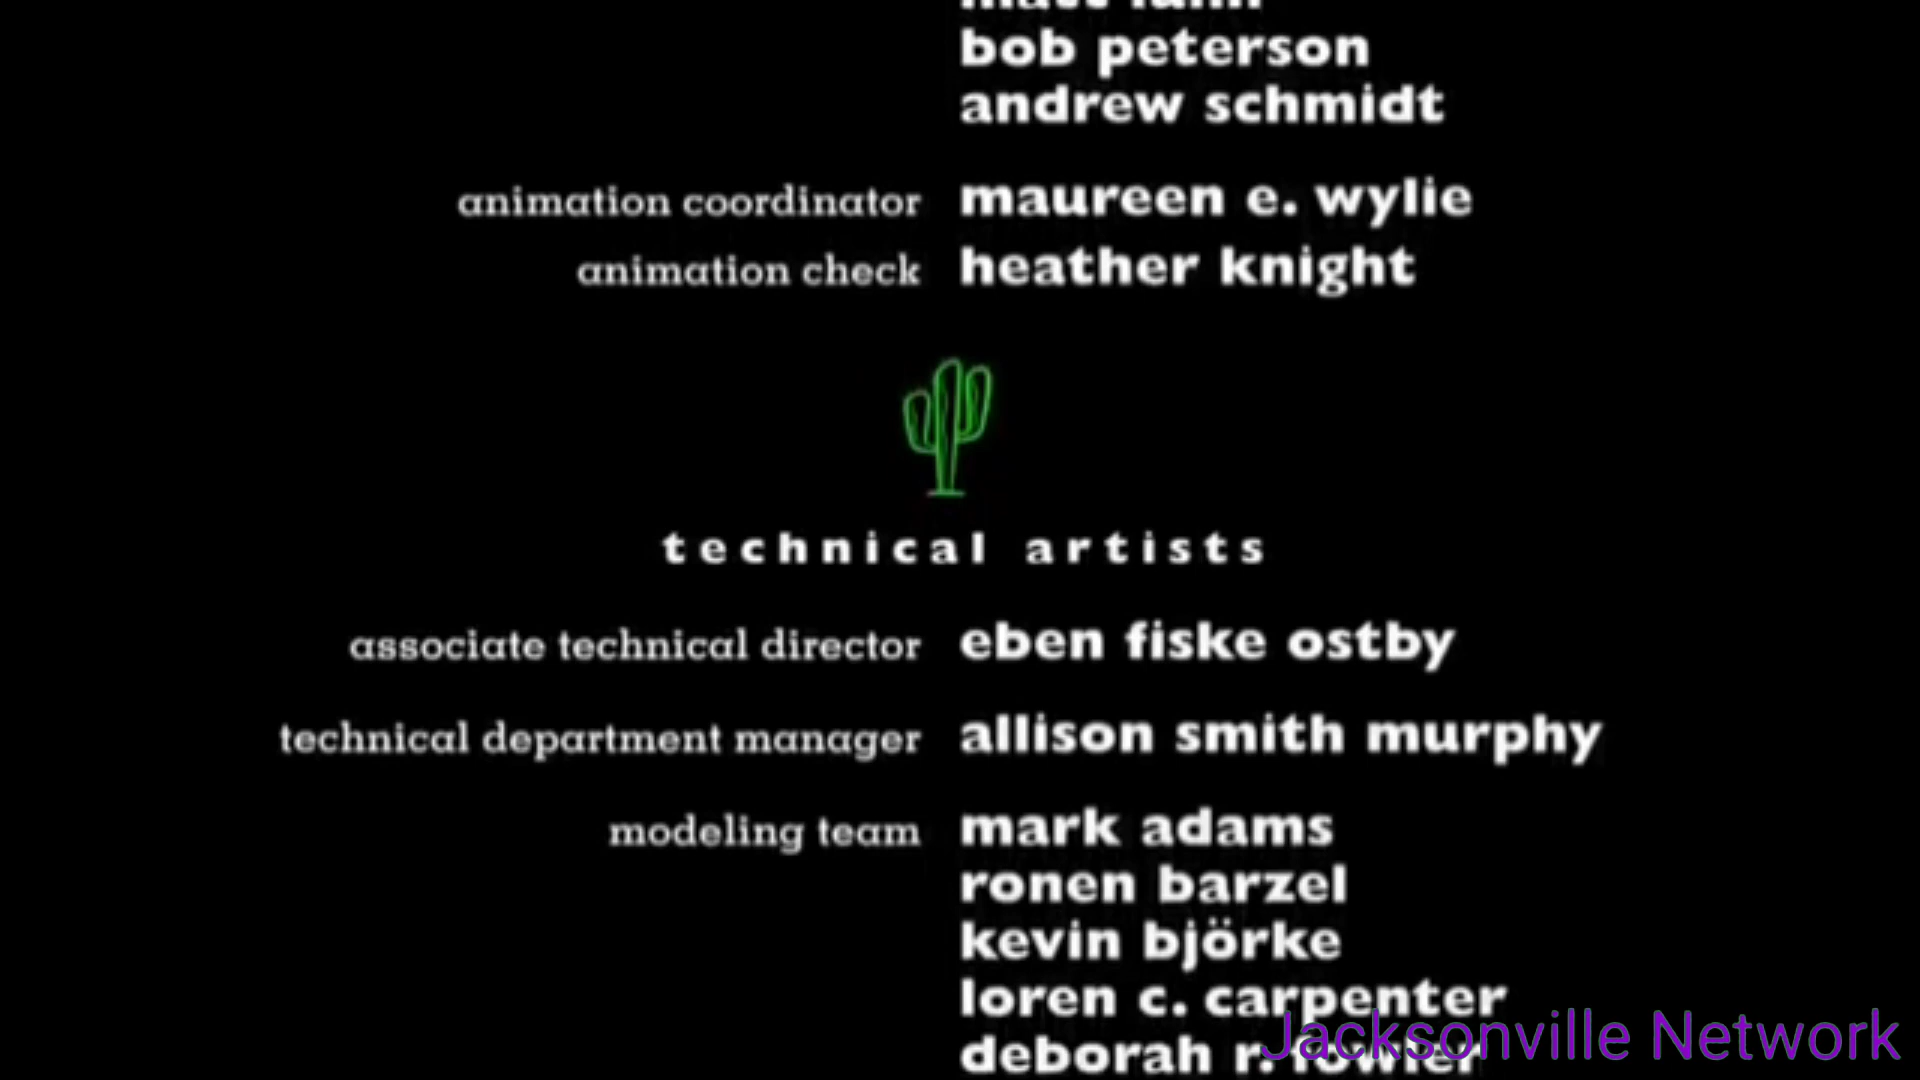 bob peterson
andrew schmidt
animation coordinator maureen e. wylie
animation check heather knight
technical artists
associate technical director eben fiske ostby
technical department manager allison smith murphy
modeling team mark adams
ronen barzel
kevin björke
loren c. carpenter
deborah r. fowler
Jacksonville Network